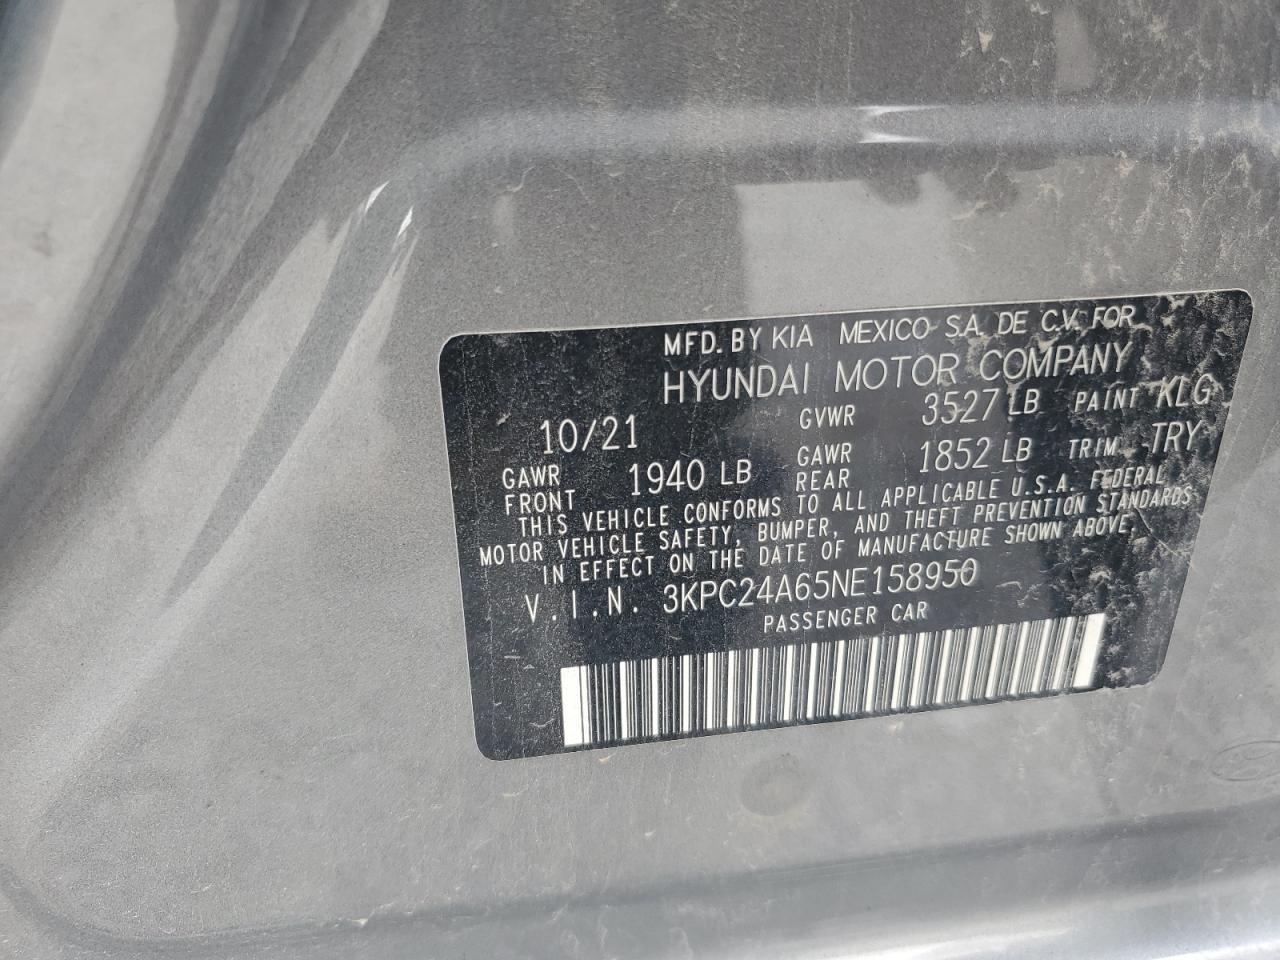 MFD. BY KIA MEXICO S.A. DE C.V. FOR
HYUNDAI MOTOR COMPANY
10/21 GVWR 3527 LB PAINT KLG
GAWR FRONT 1940 LB GAWR REAR 1852 LB TRIM TRY
THIS VEHICLE CONFORMS TO ALL APPLICABLE U.S.A. FEDERAL
MOTOR VEHICLE SAFETY, BUMPER, AND THEFT PREVENTION STANDARDS
IN EFFECT ON THE DATE OF MANUFACTURE SHOWN ABOVE.
V.I.N. 3KPC24A65NE158950
PASSENGER CAR